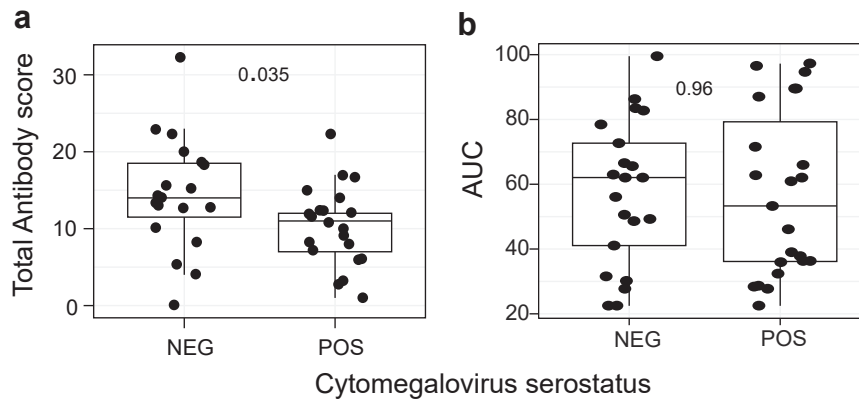 a
Total Antibody score
30
20
10
0
0.035
NEG
POS
b
AUC
100
80
60
40
20
0.96
NEG
POS
Cytomegalovirus serostatus